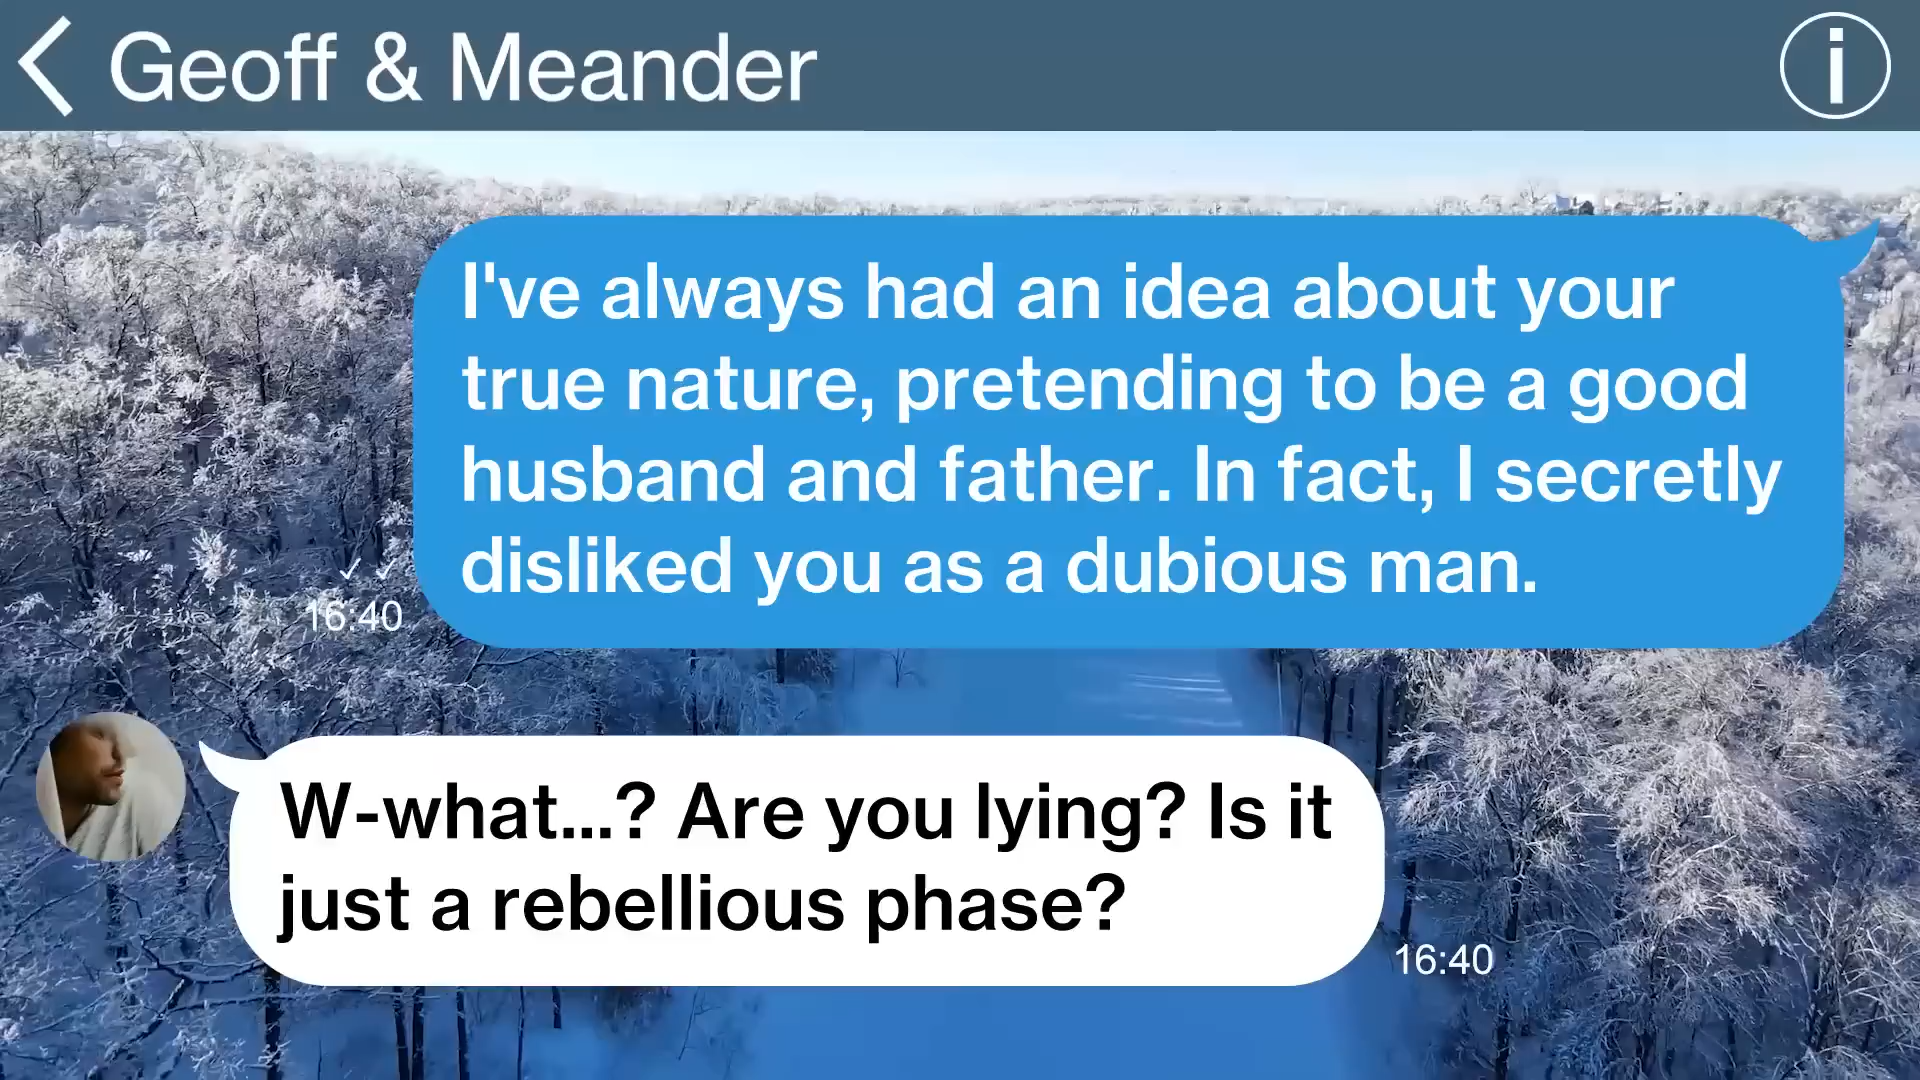 Geoff & Meander
I've always had an idea about your
true nature, pretending to be a good
husband and father. In fact, I secretly
disliked you as a dubious man.
16:40
W-what...? Are you lying? Is it
just a rebellious phase?
16:40